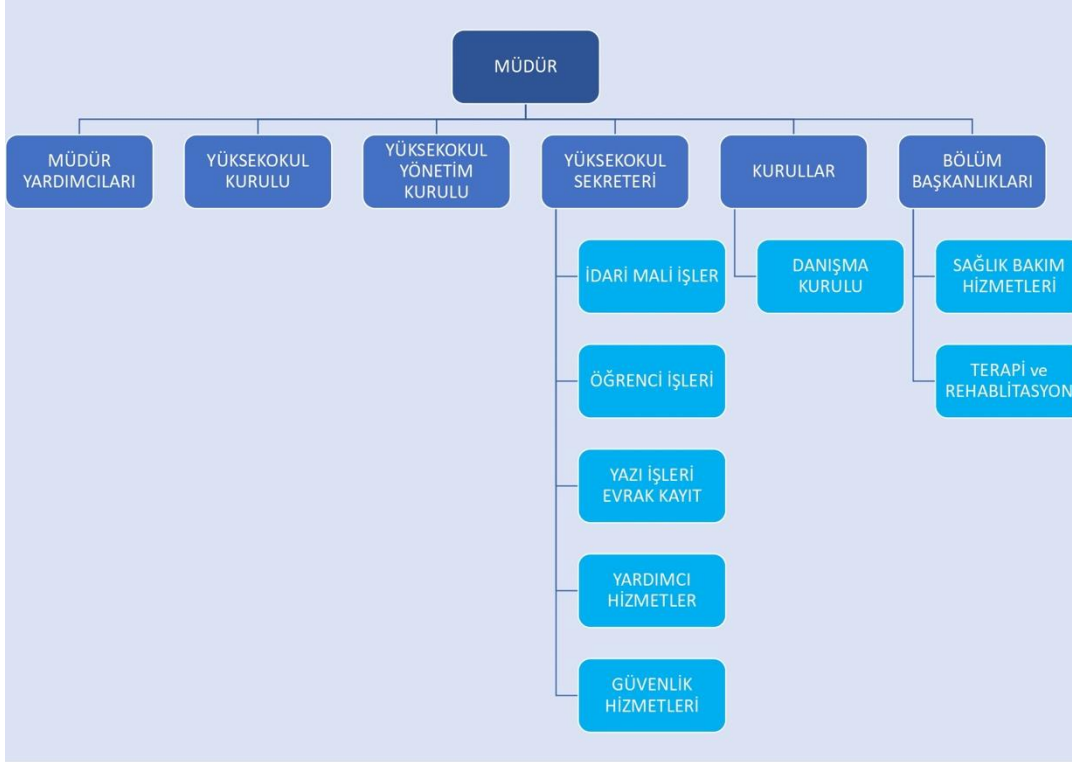 MÜDÜR
MÜDÜR
YARDIMCILARI
YÜKSEKOKUL
KURULU
YÜKSEKOKUL
YÖNETİM
KURULU
YÜKSEKOKUL
SEKRETERİ
KURULLAR
BÖLÜM
BAŞKANLIKLARI
İDARİ MALİ İŞLER
ÖĞRENCİ İŞLERİ
YAZI İŞLERİ
EVRAK KAYIT
YARDIMCI
HİZMETLER
GÜVENLİK
HİZMETLERİ
DANIŞMA
KURULU
SAĞLIK BAKIM
HİZMETLERİ
TERAPİ ve
REHABLİTASYON